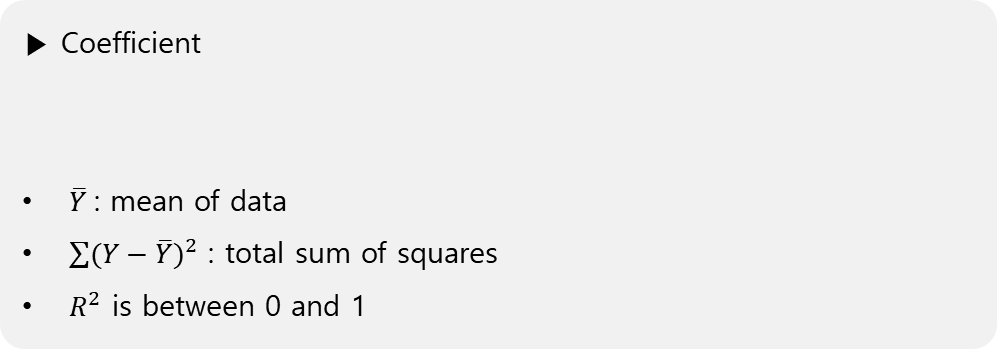 ▶ Coefficient
• Ȳ : mean of data
• ∑(Y − Ȳ)² : total sum of squares
• R² is between 0 and 1